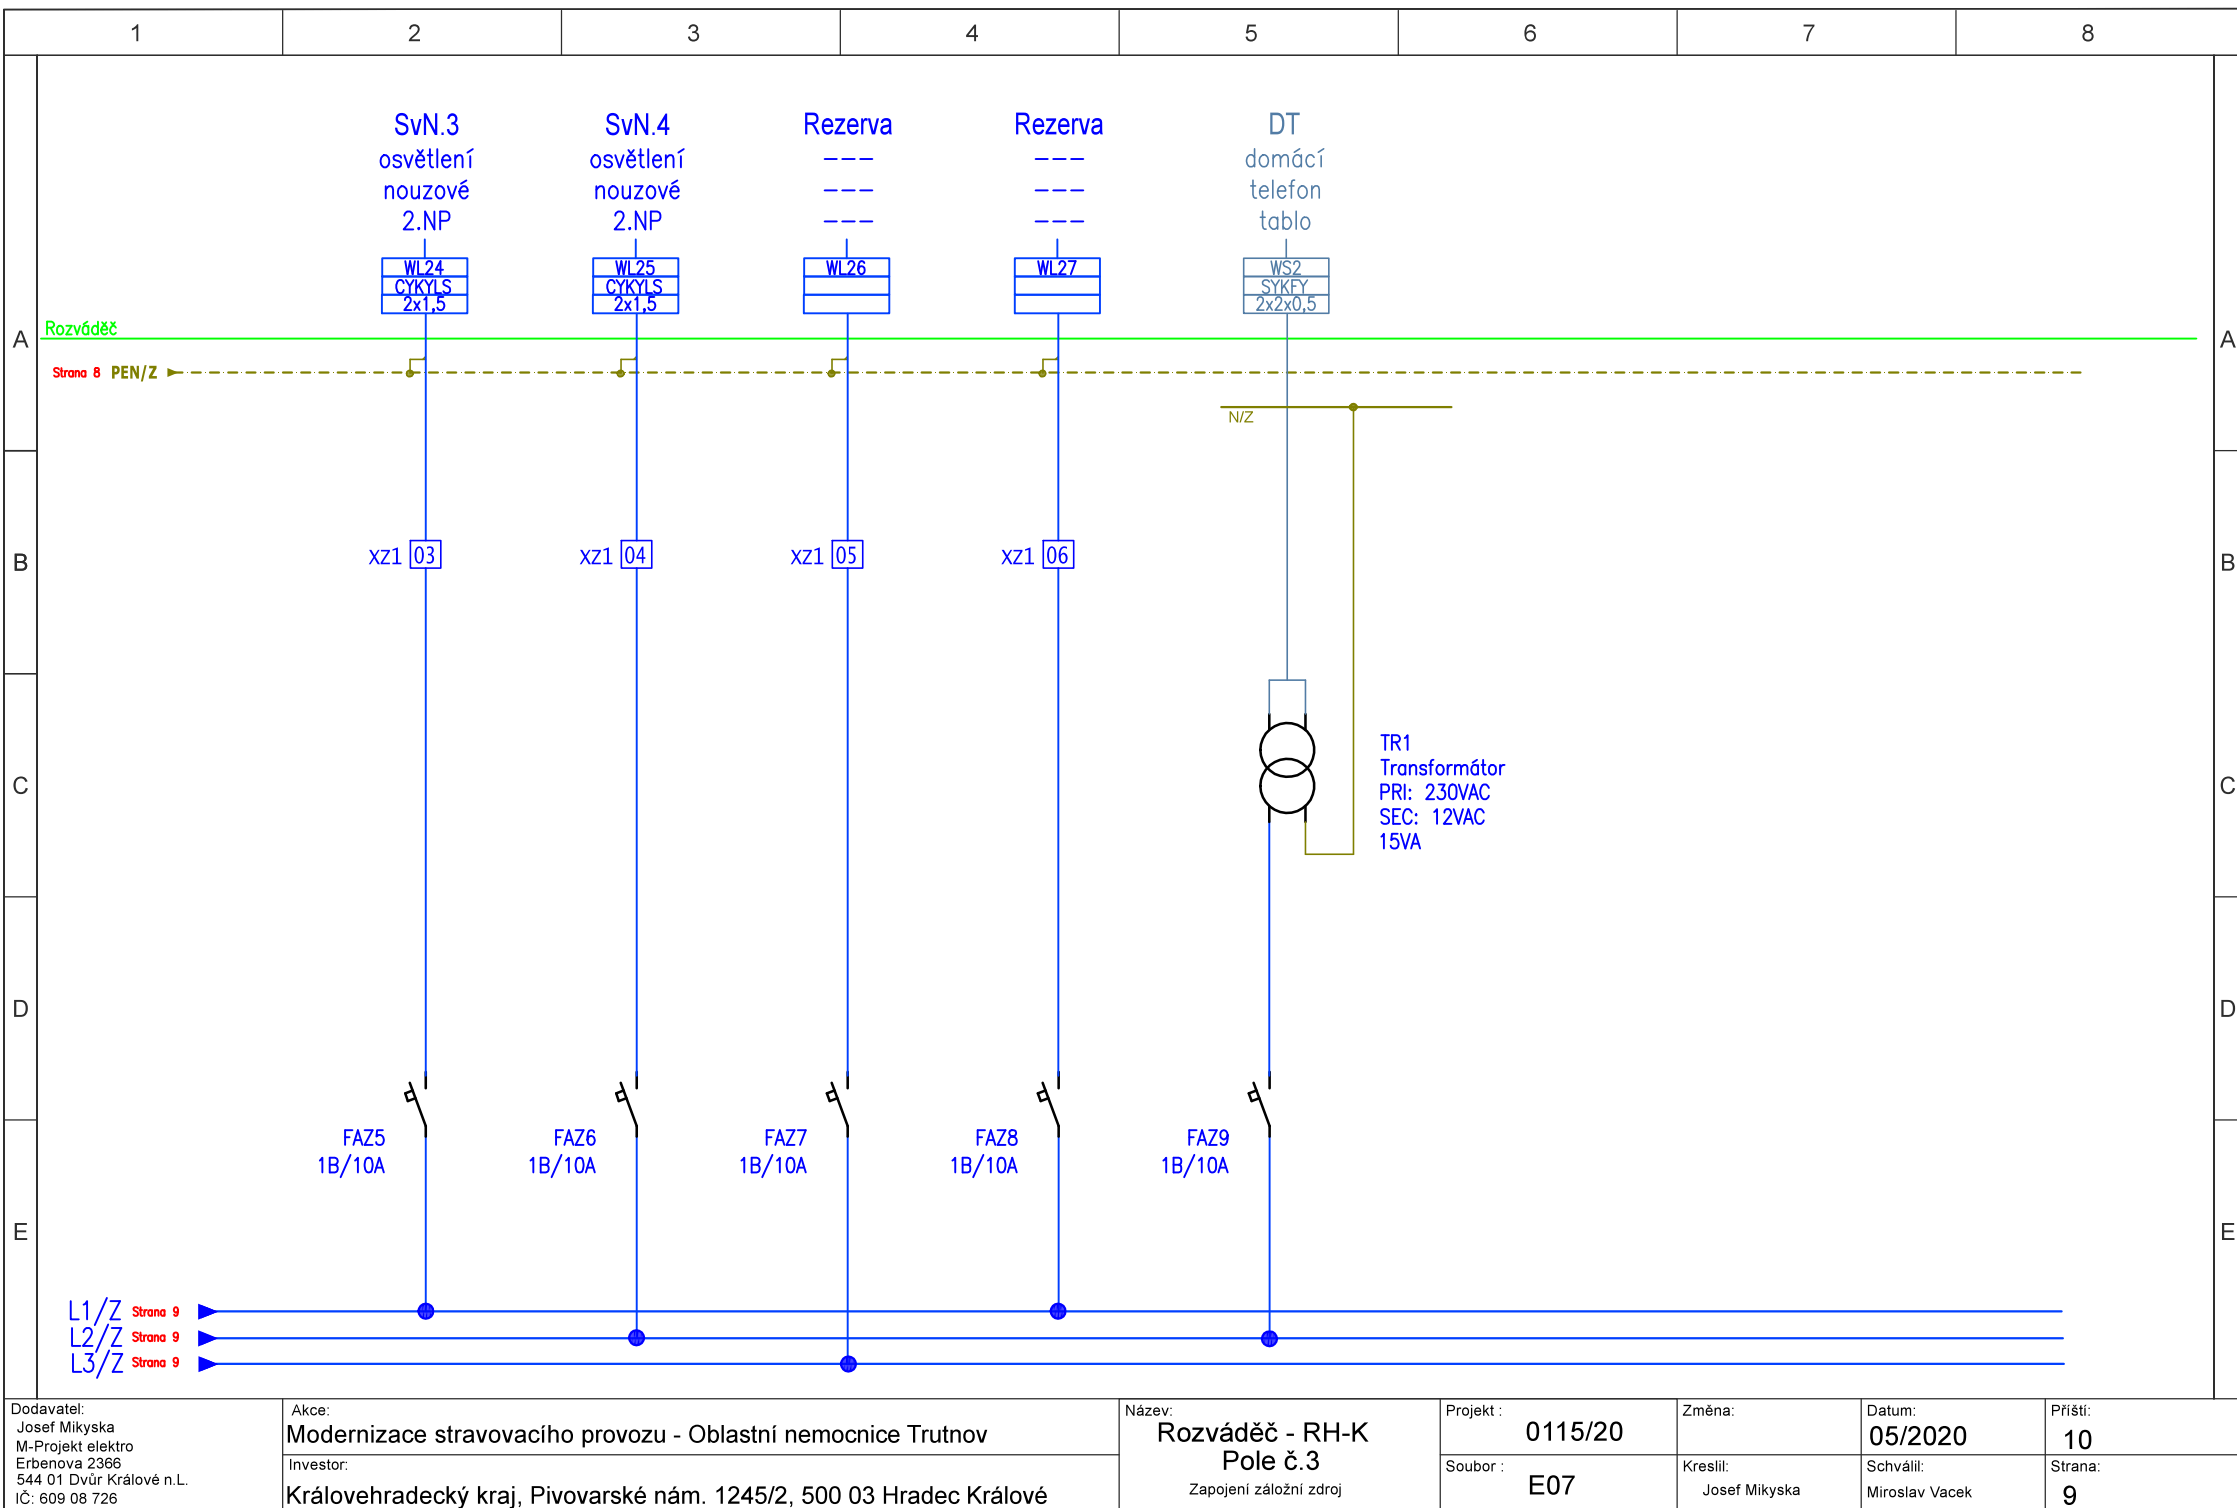 1 2 3 4 5 6 7 8
SvN.3 SvN.4 Rezerva Rezerva DT
osvětlení osvětlení --- --- domácí
nouzové nouzové --- --- telefon
2.NP 2.NP --- --- tablo
WL24 WL25 WL26 WL27 WS2
CYKYLS CYKYLS SYKFY
2x1,5 2x1,5 2x2x0,5
Rozváděč
A A
Strana 8 PEN/Z
N/Z
B xz1 03 xz1 04 xz1 05 xz1 06 B
TR1
Transformátor
C PRI: 230VAC C
SEC: 12VAC
15VA
D D
FAZ5 FAZ6 FAZ7 FAZ8 FAZ9
1B/10A 1B/10A 1B/10A 1B/10A 1B/10A
E E
L1/Z Strana 9
L2/Z Strana 9
L3/Z Strana 9
Dodavatel:
Josef Mikyska
M-Projekt elektro
Erbenova 2366
544 01 Dvůr Králové n.L.
IČ: 609 08 726
Akce:
Modernizace stravovacího provozu - Oblastní nemocnice Trutnov
Investor:
Královehradecký kraj, Pivovarské nám. 1245/2, 500 03 Hradec Králové
Název:
Rozváděč - RH-K
Pole č.3
Zapojení záložní zdroj
Projekt :
0115/20
Soubor :
E07
Změna:
Kreslil:
Josef Mikyska
Datum:
05/2020
Schválil:
Miroslav Vacek
Příští:
10
Strana:
9